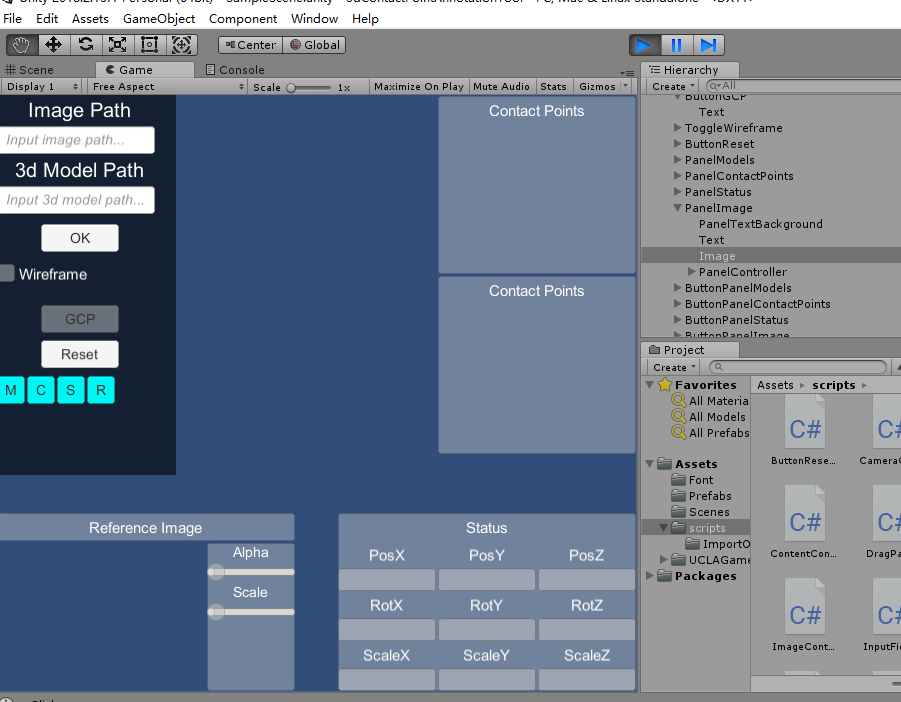 File Edit Assets GameObject Component Window Help
Center Global
Scene Game Console
Display 1 Free Aspect Scale 1x Maximize On Play Mute Audio Stats Gizmos
Image Path
Input image path...
3d Model Path
Input 3d model path...
OK
Wireframe
GCP
Reset
M C S R
Contact Points
Contact Points
Reference Image
Alpha
Scale
Status
PosX PosY PosZ
RotX RotY RotZ
ScaleX ScaleY ScaleZ
Hierarchy
Create All
ButtonGCP
Text
ToggleWireframe
ButtonReset
PanelModels
PanelContactPoints
PanelStatus
PanelImage
PanelTextBackground
Text
Image
PanelController
ButtonPanelModels
ButtonPanelContactPoints
ButtonPanelStatus
ButtonPanelImage
Project
Create
Favorites
All Materia
All Models
All Prefabs
Assets
Font
Prefabs
Scenes
scripts
ImportO
UCLAGame
Packages
Assets scripts
C# C#
ButtonRese... CameraC
C# C#
ContentCon... DragPa
C# C#
ImageCont... InputFie